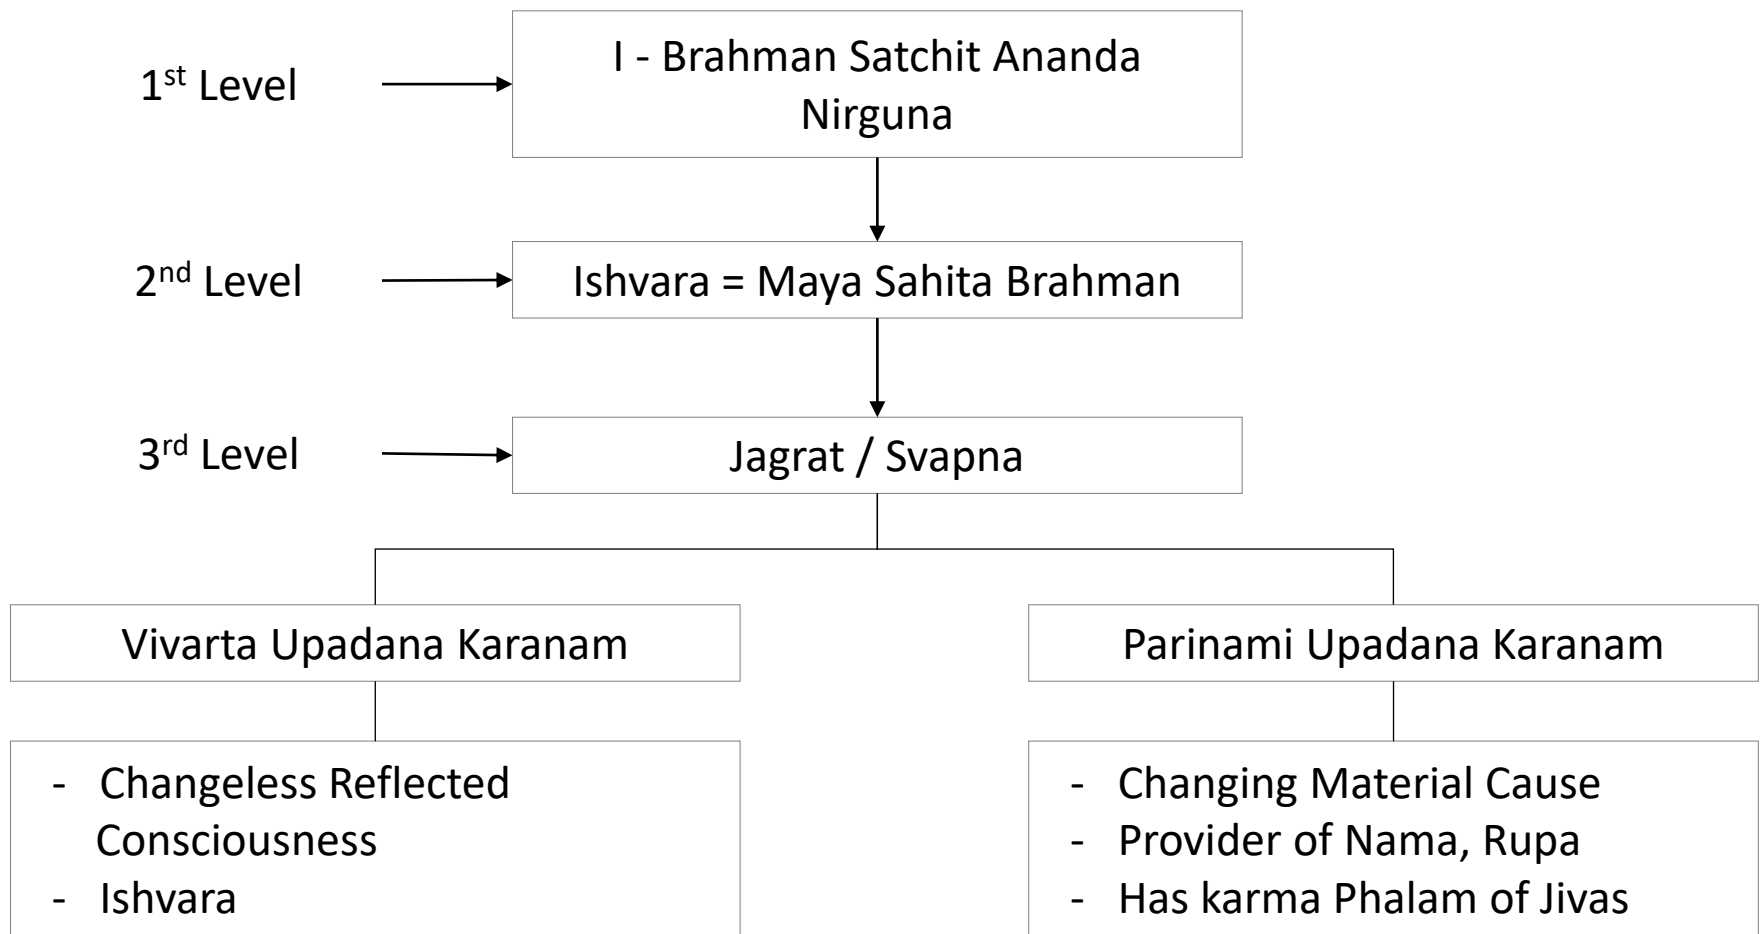 1st Level
I - Brahman Satchit Ananda
Nirguna
2nd Level
Ishvara = Maya Sahita Brahman
3rd Level
Jagrat / Svapna
Vivarta Upadana Karanam
Parinami Upadana Karanam
- Changeless Reflected
Consciousness
- Ishvara
- Changing Material Cause
- Provider of Nama, Rupa
- Has karma Phalam of Jivas